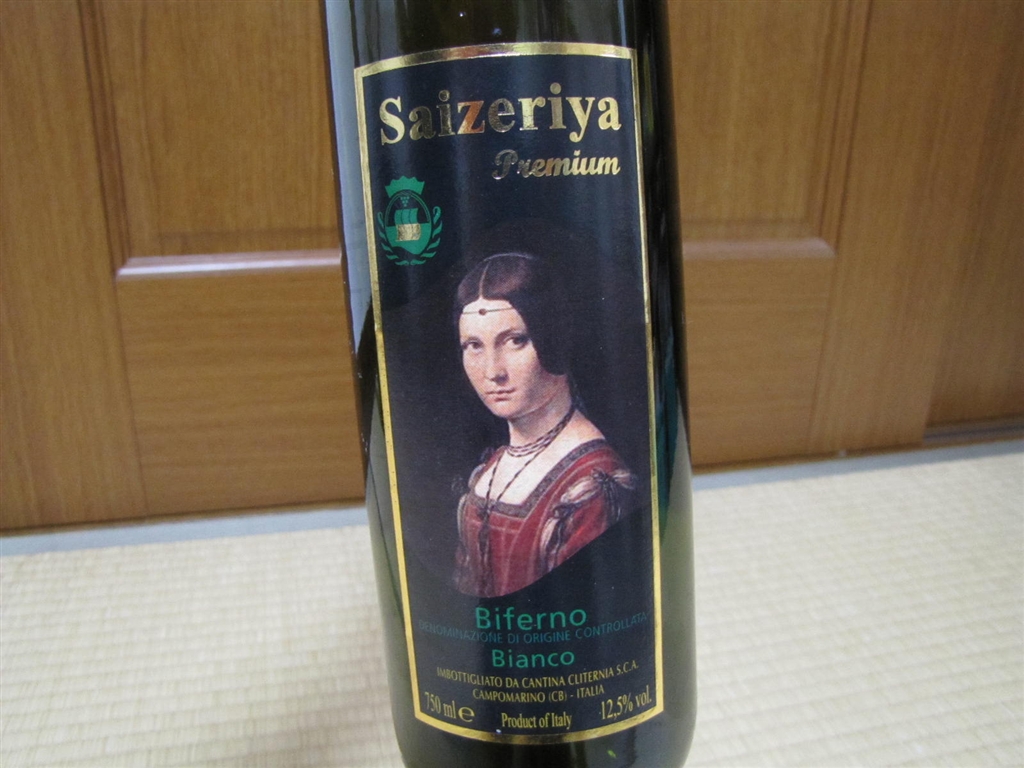 Saizeriya
Premium
Biferno
DENOMINAZIONE DI ORIGINE CONTROLLATA
Bianco
IMBOTTIGLIATO DA CANTINA CLITERNIA S.C.A.
CAMPOMARINO (CB) - ITALIA
750 ml e Product of Italy 12,5% vol.